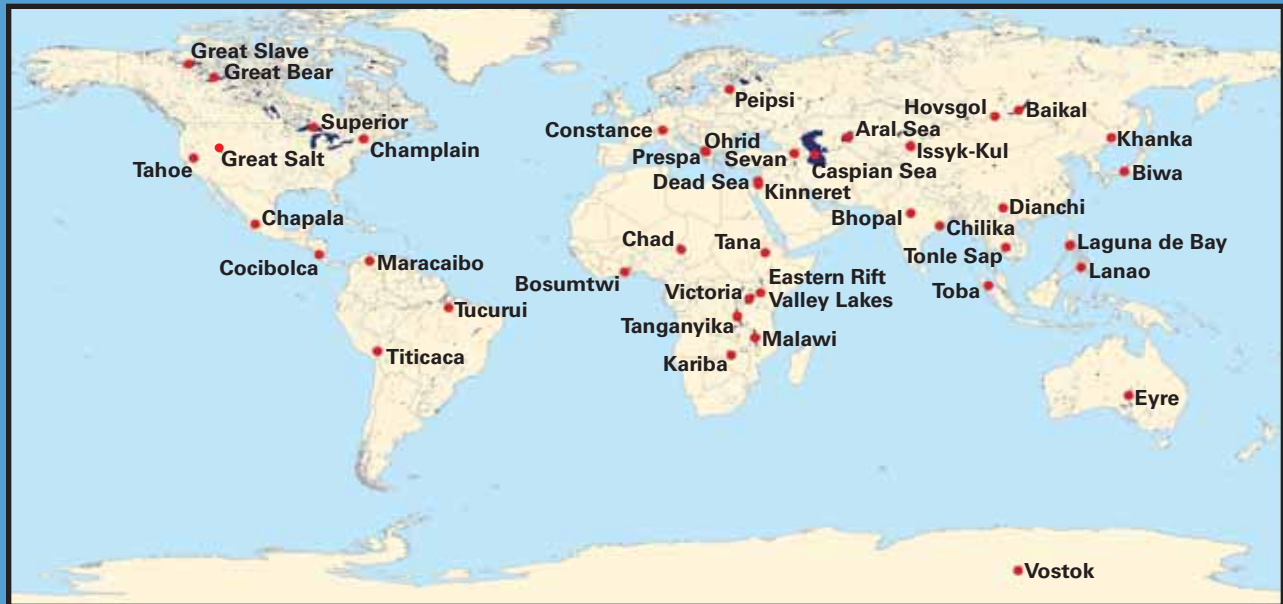 Great Slave
Great Bear
Superior
Champlain
Great Salt
Tahoe
Chapala
Cocibolca
Maracaibo
Tucurui
Titicaca
Peipsi
Constance
Ohrid
Prespa
Sevan
Dead Sea
Kinneret
Caspian Sea
Aral Sea
Issyk-Kul
Hovsgol
Baikal
Khanka
Biwa
Dianchi
Bhopal
Chilika
Tonle Sap
Laguna de Bay
Lanao
Toba
Chad
Tana
Bosumtwi
Victoria
Eastern Rift
Valley Lakes
Tanganyika
Malawi
Kariba
Eyre
Vostok